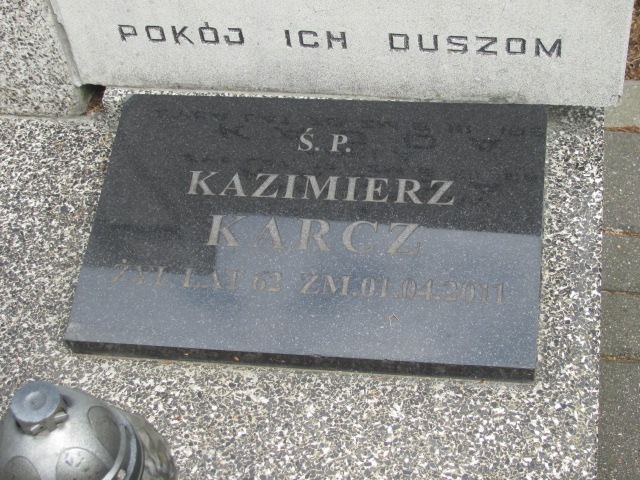 POKÓJ ICH DUSZOM
Ś. P.
KAZIMIERZ
KARCZ
ŻYŁ LAT 62 ZM.01.04.2011